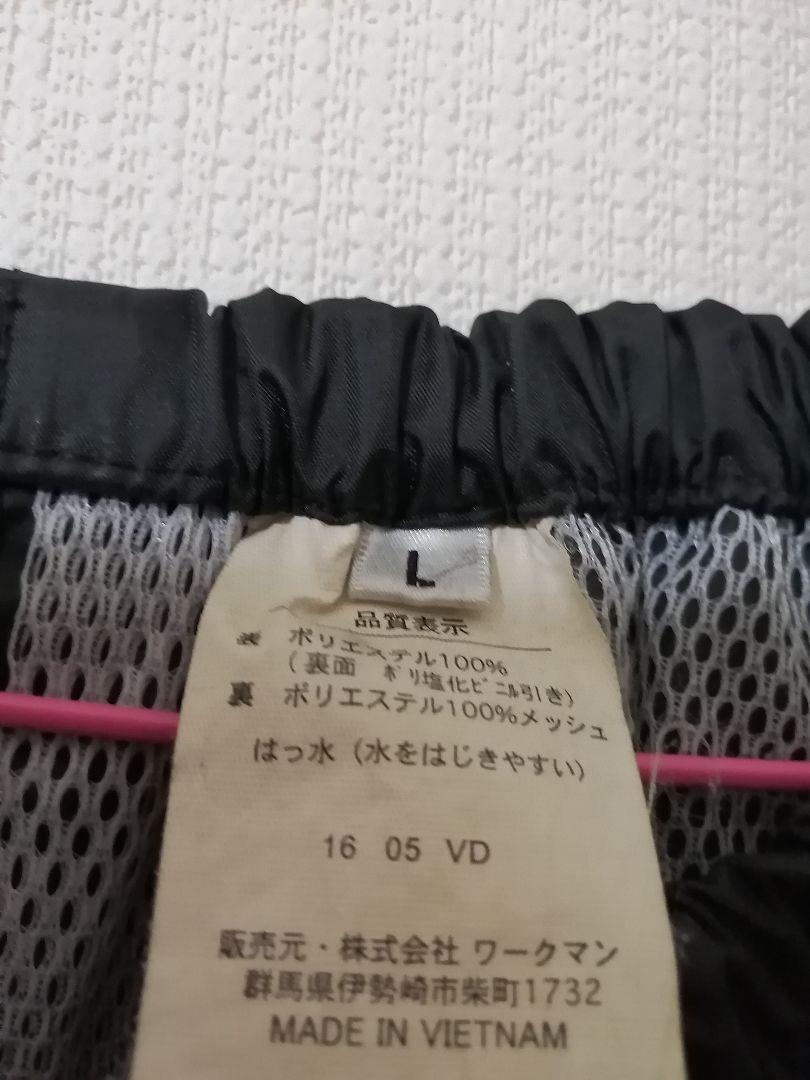 L
品質表示
表 ポリエステル100%
(裏面 ポリ塩化ビニル引き)
裏 ポリエステル100%メッシュ
はっ水(水をはじきやすい)
16 05 VD
販売元・株式会社 ワークマン
群馬県伊勢崎市柴町1732
MADE IN VIETNAM